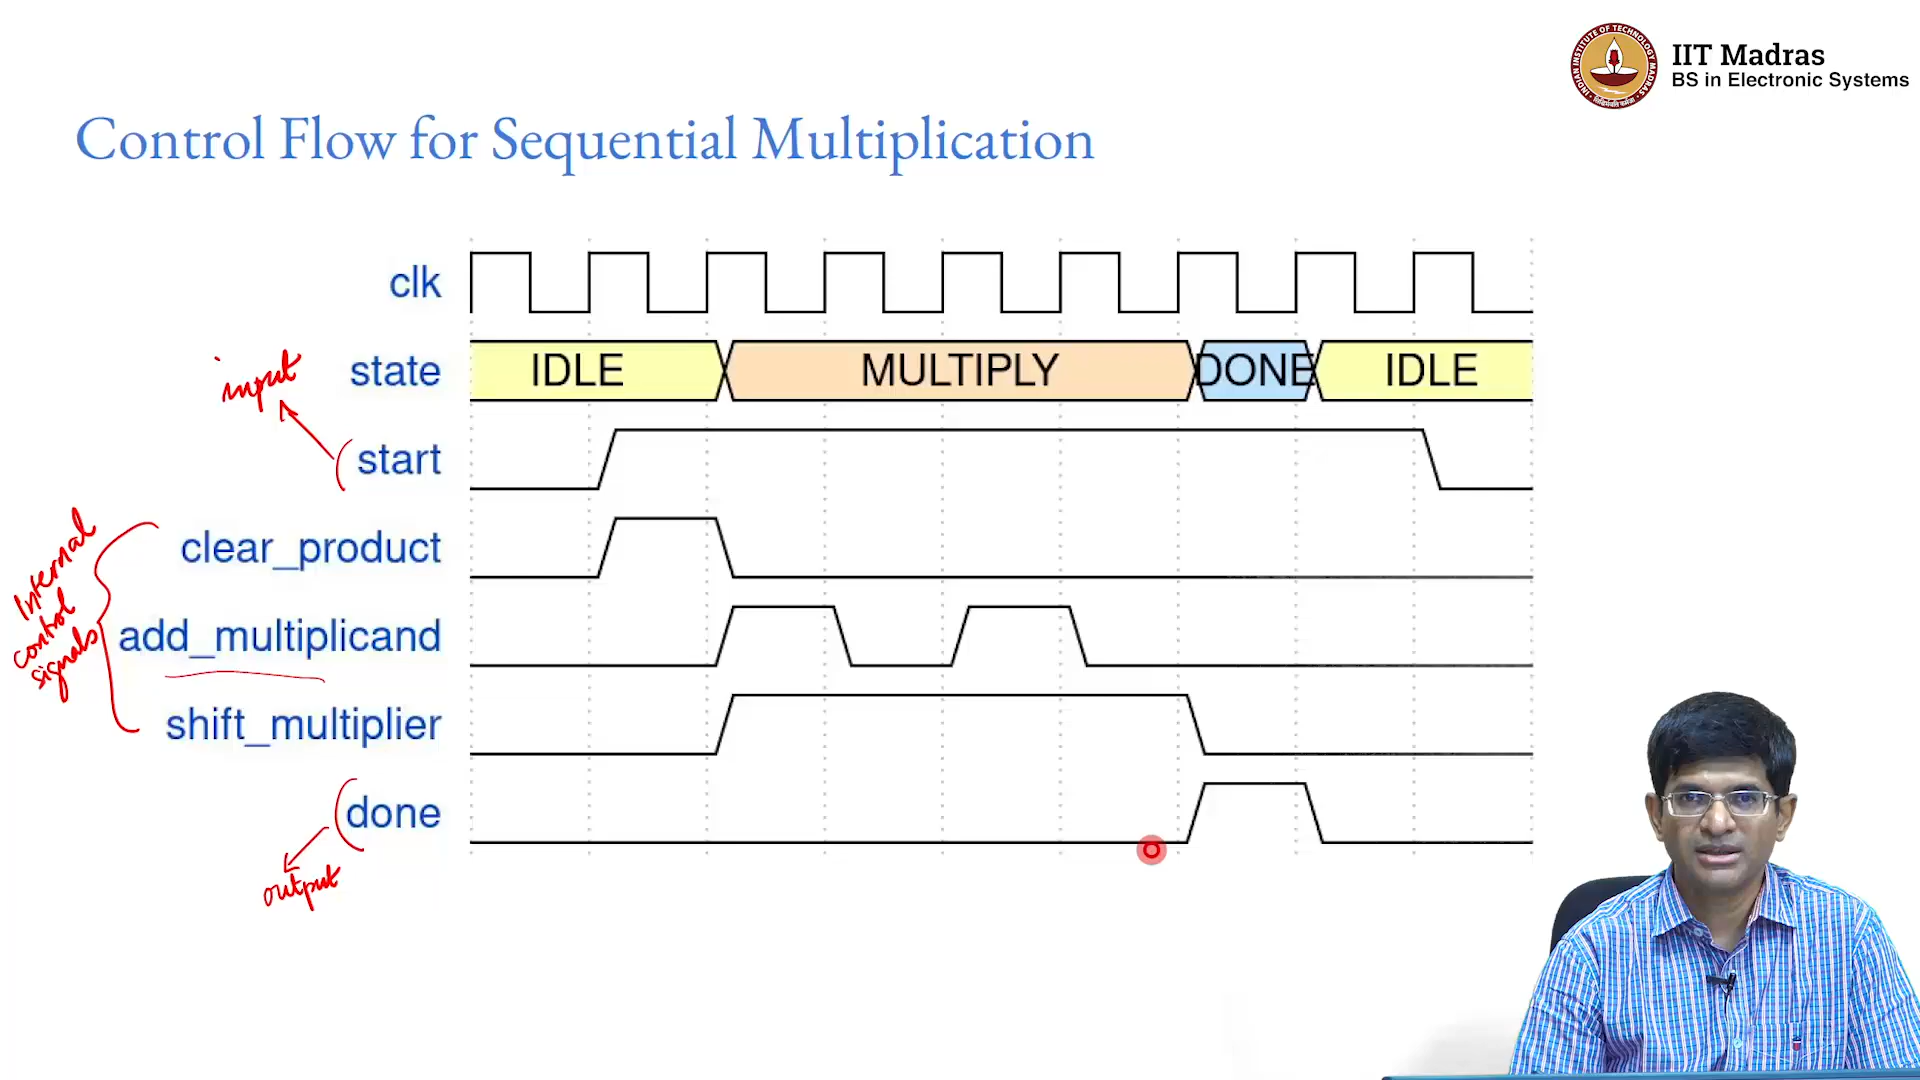 IIT Madras
BS in Electronic Systems
Control Flow for Sequential Multiplication
clk
state
IDLE
MULTIPLY
DONE
IDLE
input
start
clear_product
Internal
control
signals
add_multiplicand
shift_multiplier
done
output